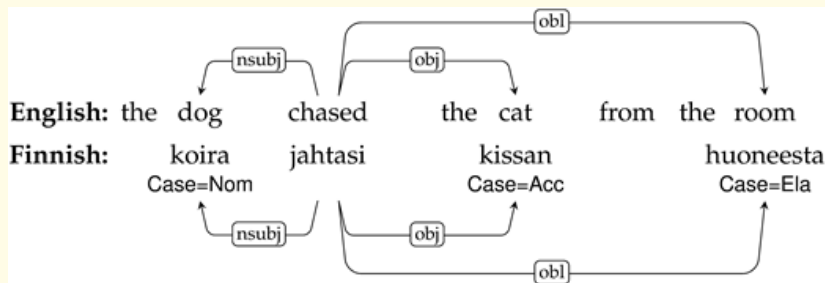 obl
nsubj obj
English: the dog chased the cat from the room
Finnish: koira jahtasi kissan huoneesta
Case=Nom Case=Acc Case=Ela
nsubj obj
obl